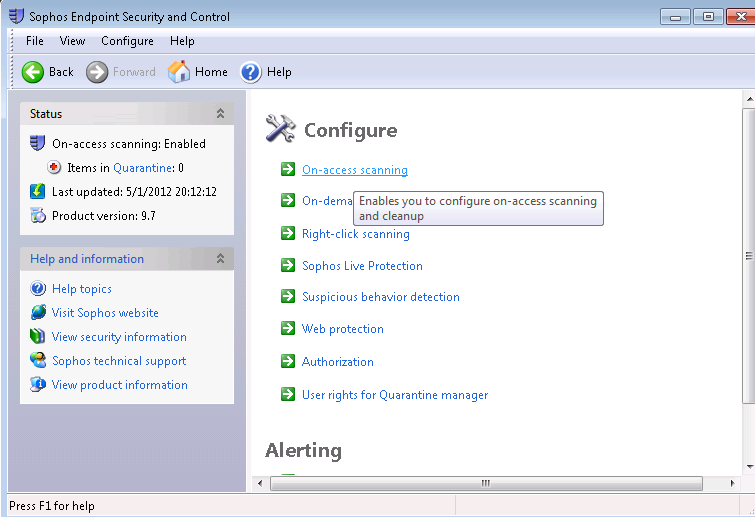 Sophos Endpoint Security and Control
File View Configure Help
Back Forward Home Help
Status
On-access scanning: Enabled
Items in Quarantine: 0
Last updated: 5/1/2012 20:12:12
Product version: 9.7
Help and information
Help topics
Visit Sophos website
View security information
Sophos technical support
View product information
Configure
On-access scanning
On-dema
Enables you to configure on-access scanning
and cleanup
Right-click scanning
Sophos Live Protection
Suspicious behavior detection
Web protection
Authorization
User rights for Quarantine manager
Alerting
Press F1 for help